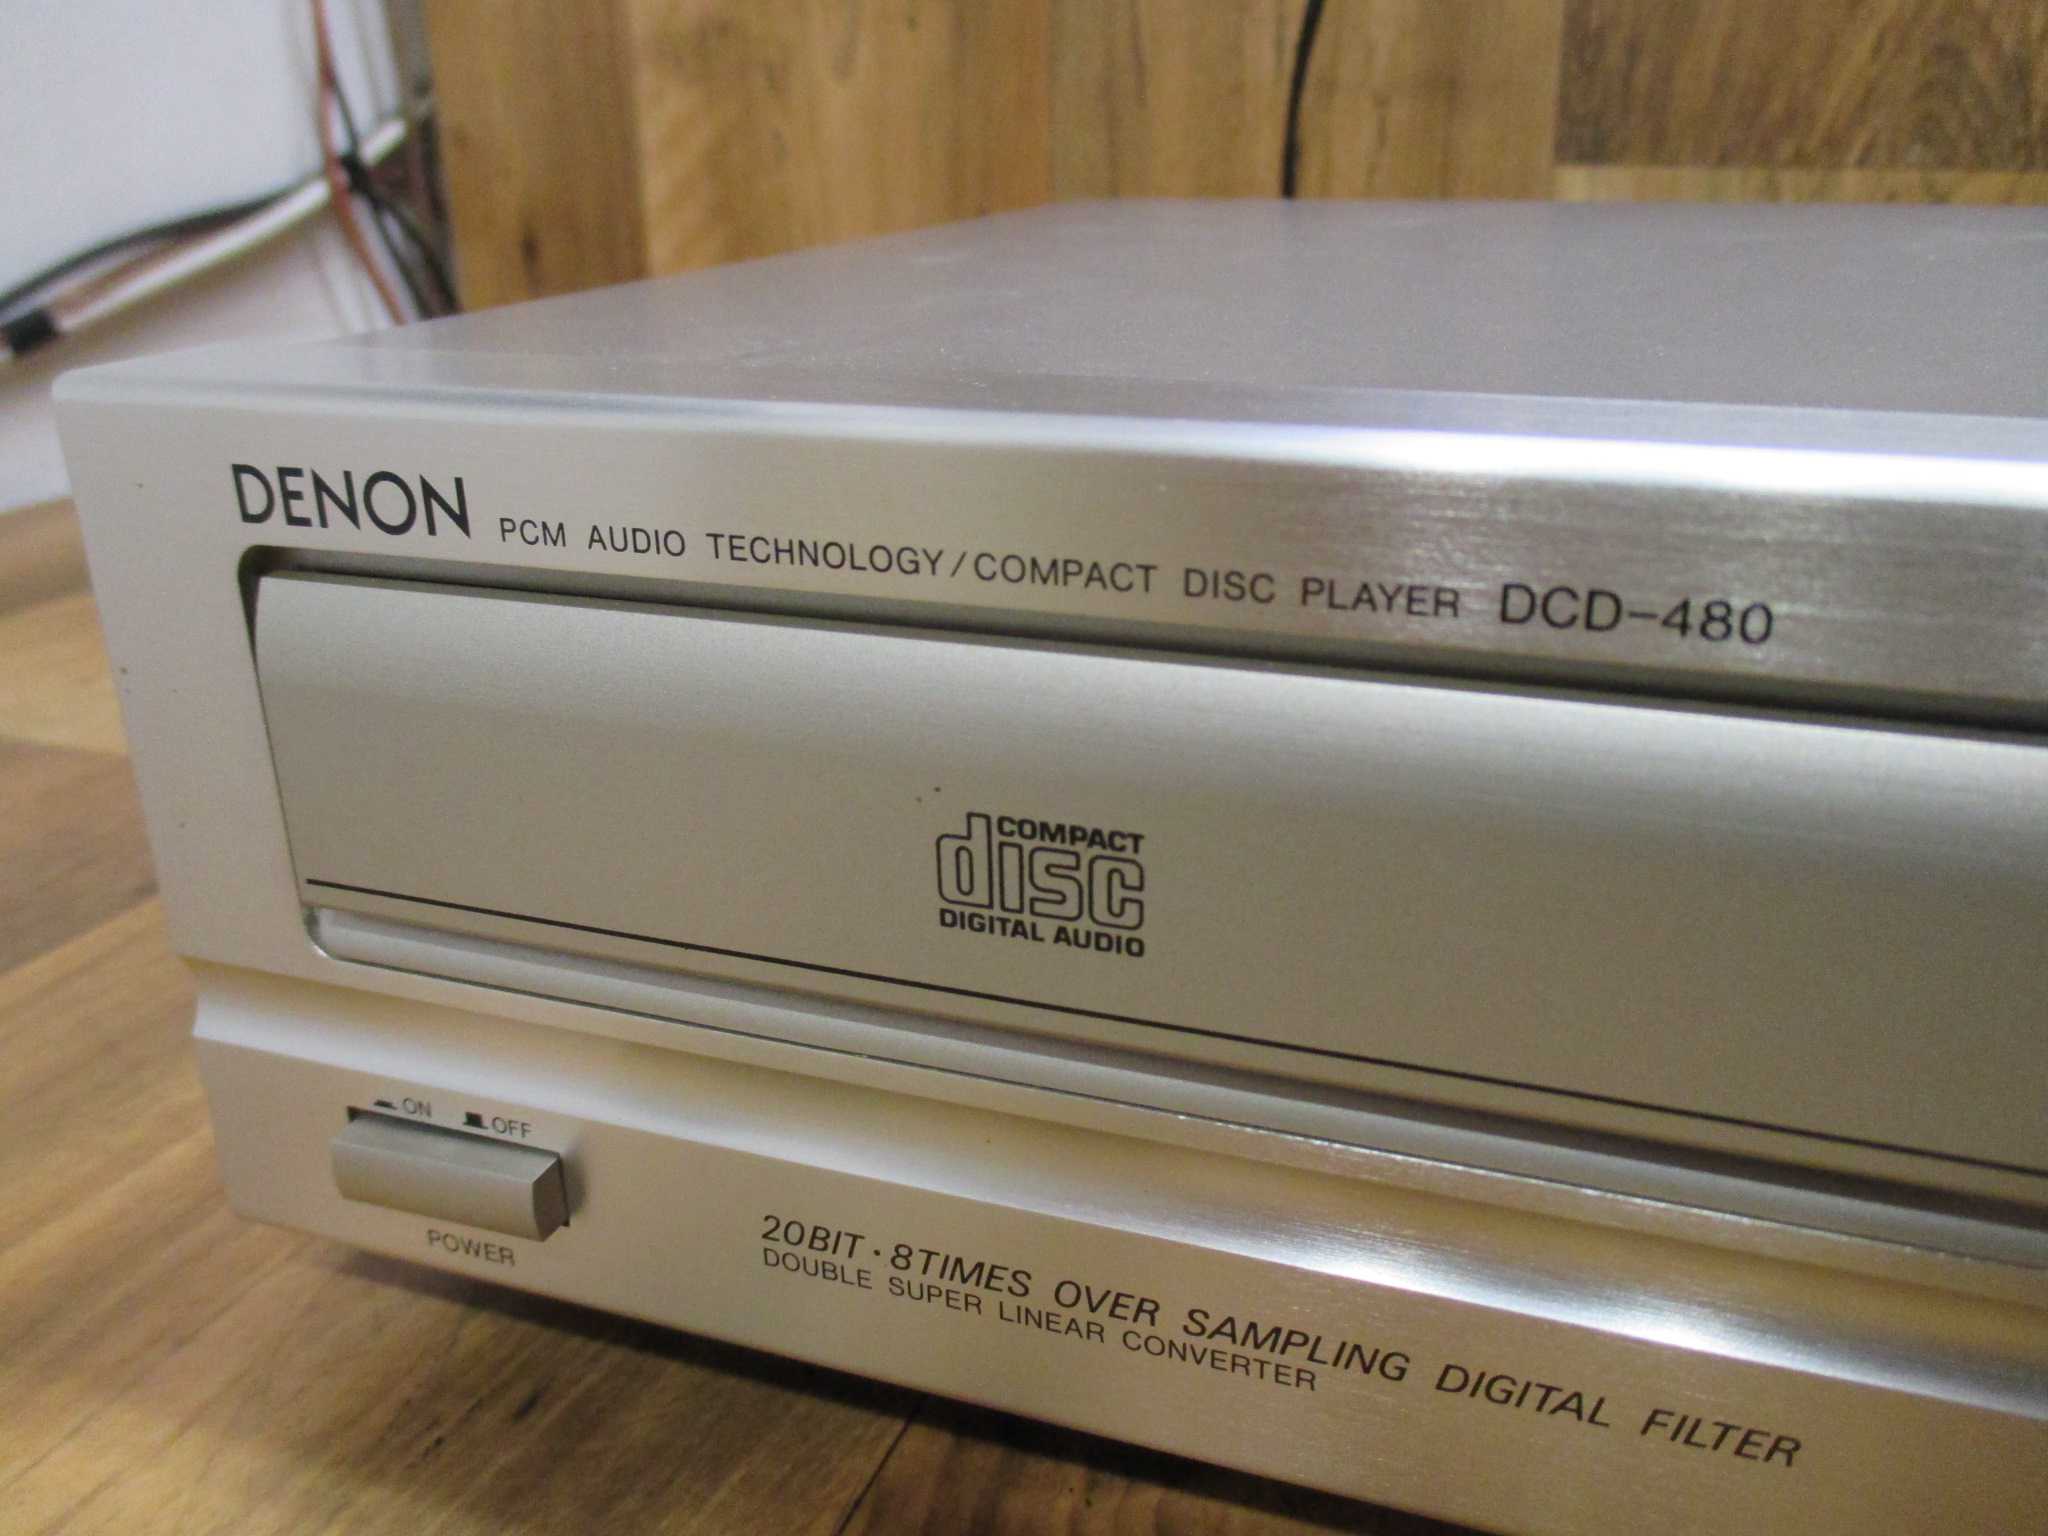 DENON PCM AUDIO TECHNOLOGY/COMPACT DISC PLAYER DCD-480
COMPACT
disc
DIGITAL AUDIO
ON OFF
POWER
20BIT·8TIMES OVER SAMPLING DIGITAL FILTER
DOUBLE SUPER LINEAR CONVERTER